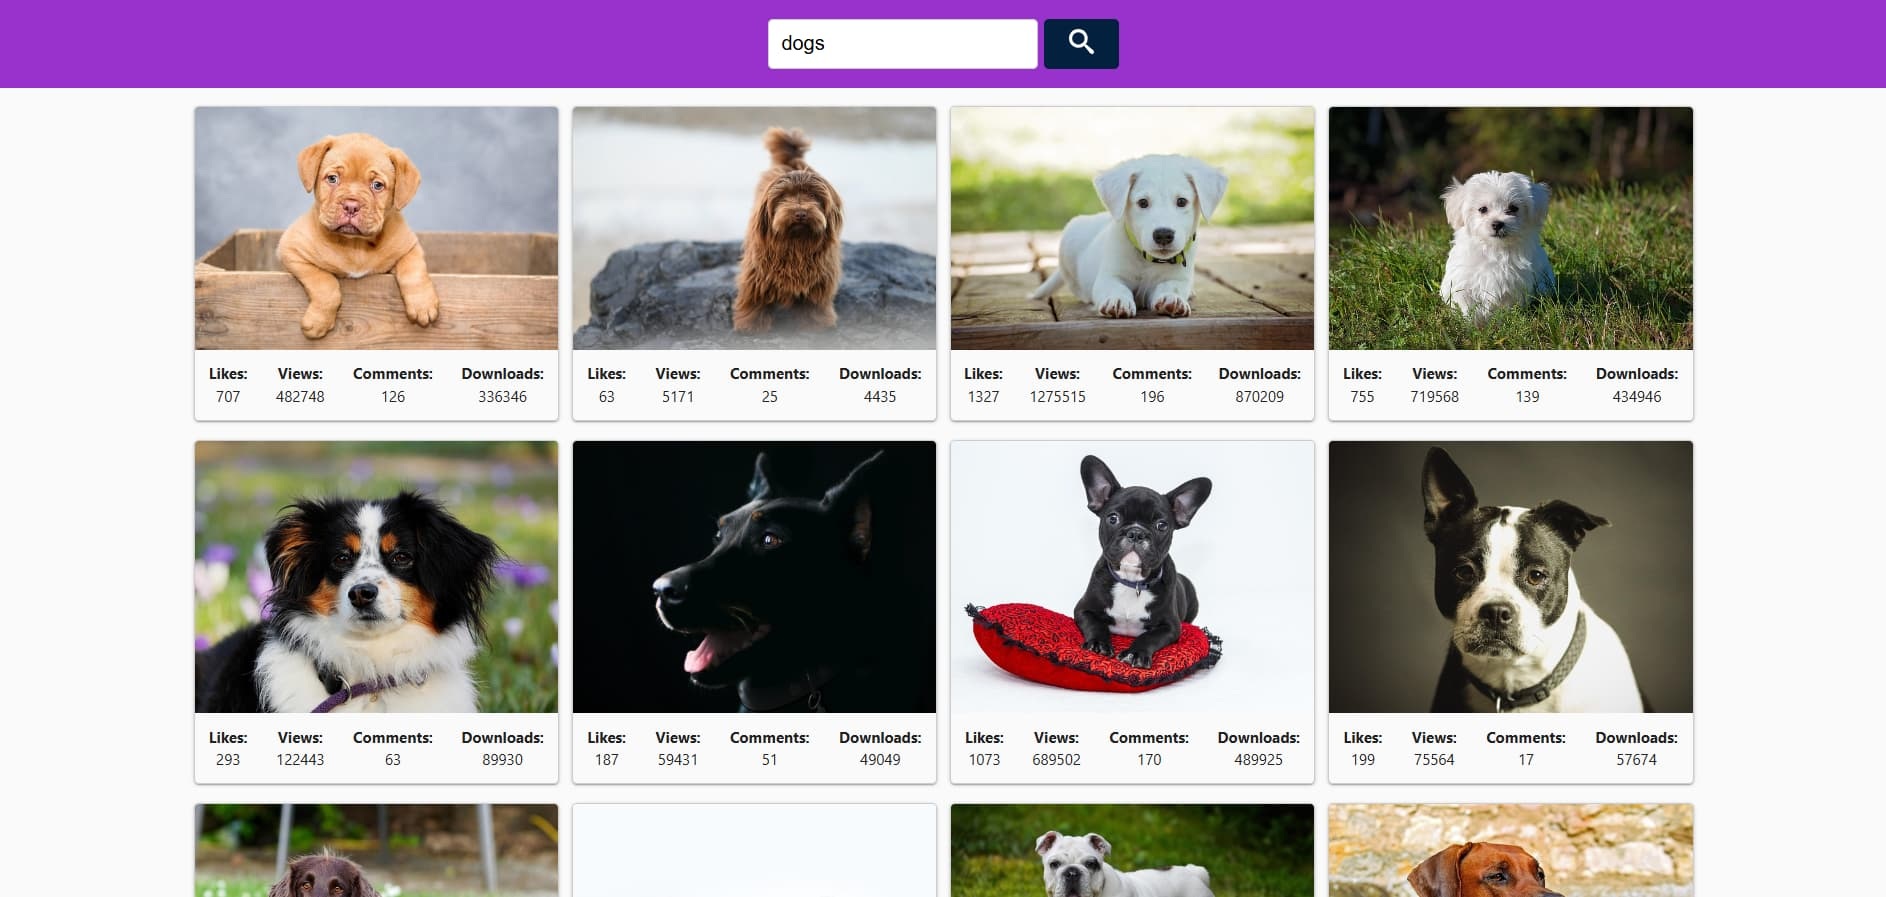 dogs
Likes: Views: Comments: Downloads:
707 482748 126 336346
Likes: Views: Comments: Downloads:
63 5171 25 4435
Likes: Views: Comments: Downloads:
1327 1275515 196 870209
Likes: Views: Comments: Downloads:
755 719568 139 434946
Likes: Views: Comments: Downloads:
293 122443 63 89930
Likes: Views: Comments: Downloads:
187 59431 51 49049
Likes: Views: Comments: Downloads:
1073 689502 170 489925
Likes: Views: Comments: Downloads:
199 75564 17 57674